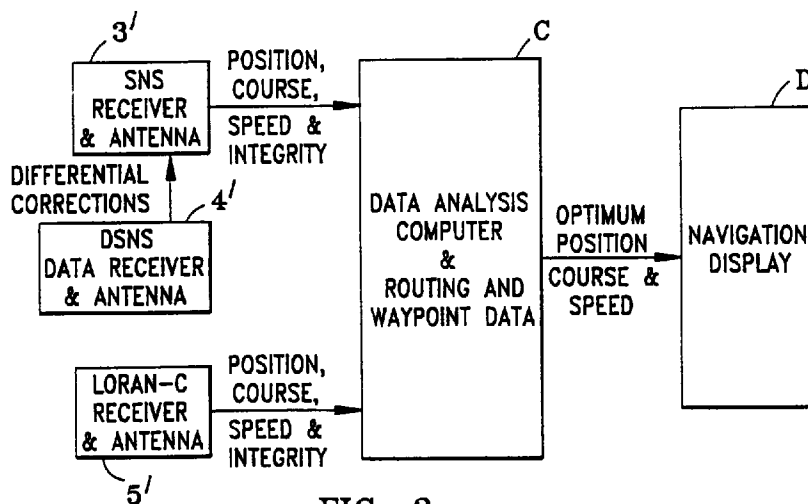 3'
SNS
RECEIVER
& ANTENNA
POSITION,
COURSE,
SPEED &
INTEGRITY
DIFFERENTIAL
CORRECTIONS
4'
DSNS
DATA RECEIVER
& ANTENNA
LORAN-C
RECEIVER
& ANTENNA
5'
POSITION,
COURSE,
SPEED &
INTEGRITY
C
DATA ANALYSIS
COMPUTER
&
ROUTING AND
WAYPOINT DATA
OPTIMUM
POSITION
COURSE &
SPEED
D
NAVIGATION
DISPLAY